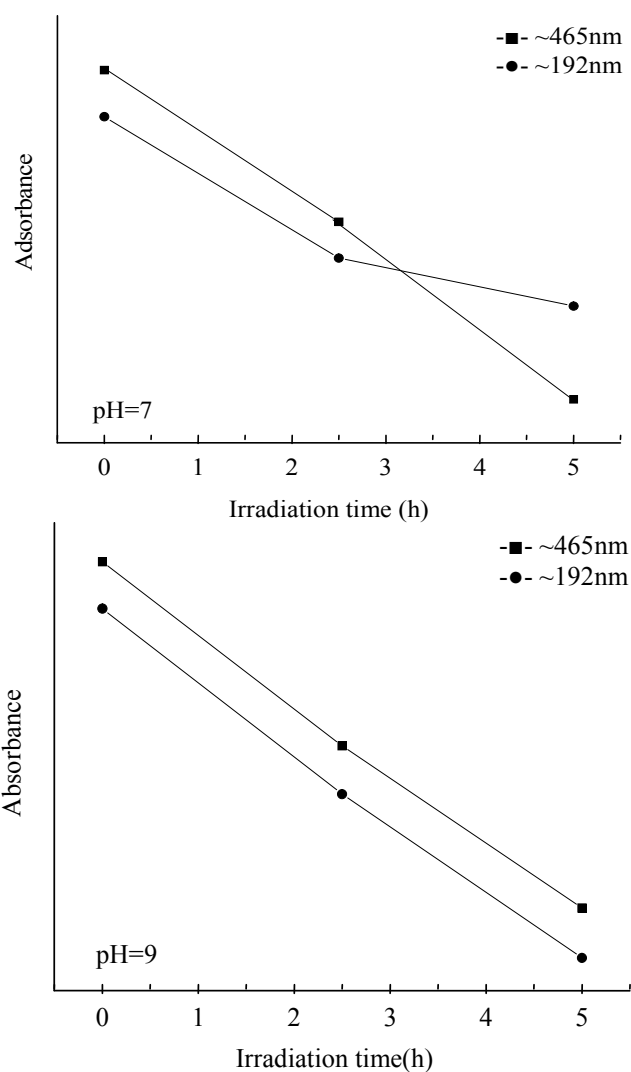 -■- ~465nm
-●- ~192nm
Adsorbance
pH=7
0 1 2 3 4 5
Irradiation time (h)
-■- ~465nm
-●- ~192nm
Absorbance
pH=9
0 1 2 3 4 5
Irradiation time(h)